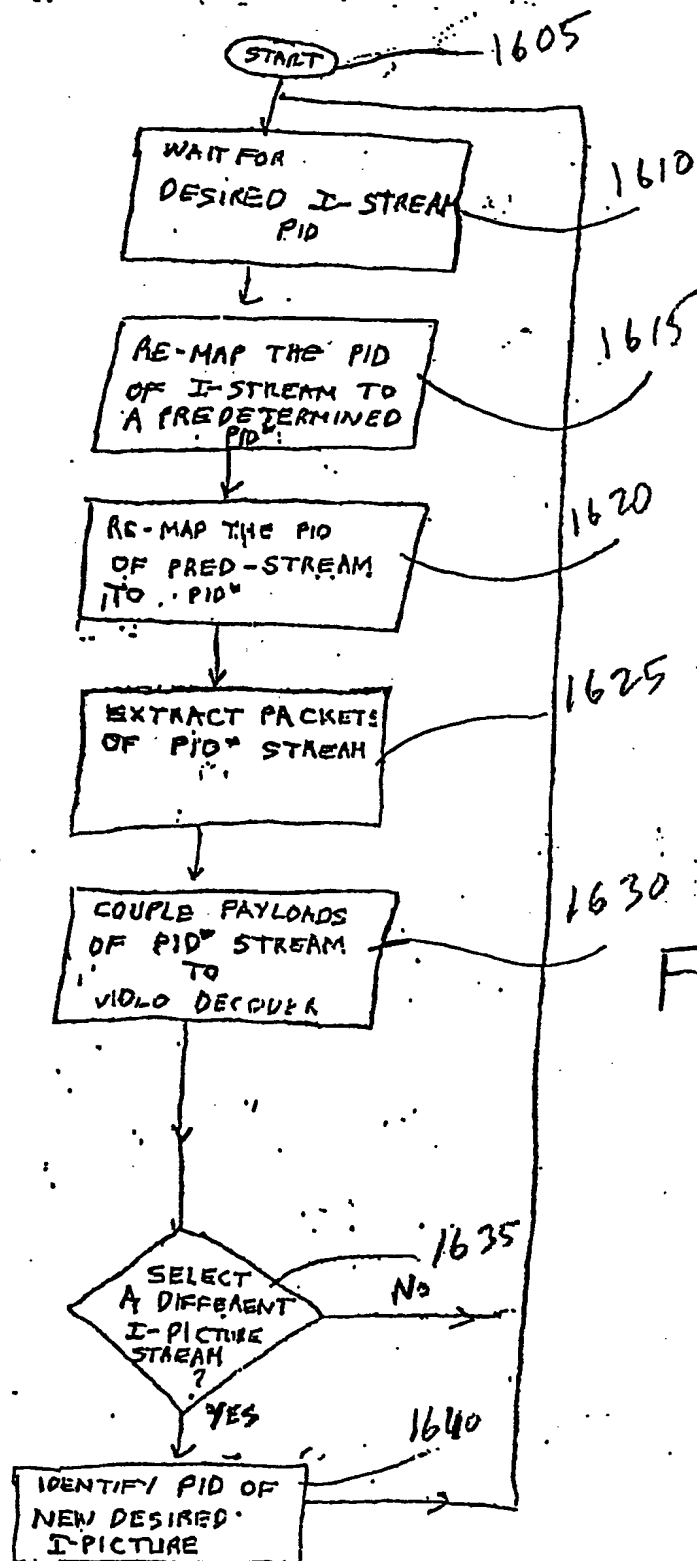 START
1605
WAIT FOR
DESIRED I-STREAM
PID
1610
RE-MAP THE PID
OF I-STREAM TO
A PREDETERMINED
PID*
1615
RE-MAP THE PID
OF PRED-STREAM
TO PID*
1620
EXTRACT PACKETS
OF PID* STREAM
1625
COUPLE PAYLOADS
OF PID* STREAM
TO
VIDEO DECODER
1630
F
SELECT
A DIFFERENT
I-PICTURE
STREAM
?
1635
NO
YES
1640
IDENTIFY PID OF
NEW DESIRED
I-PICTURE